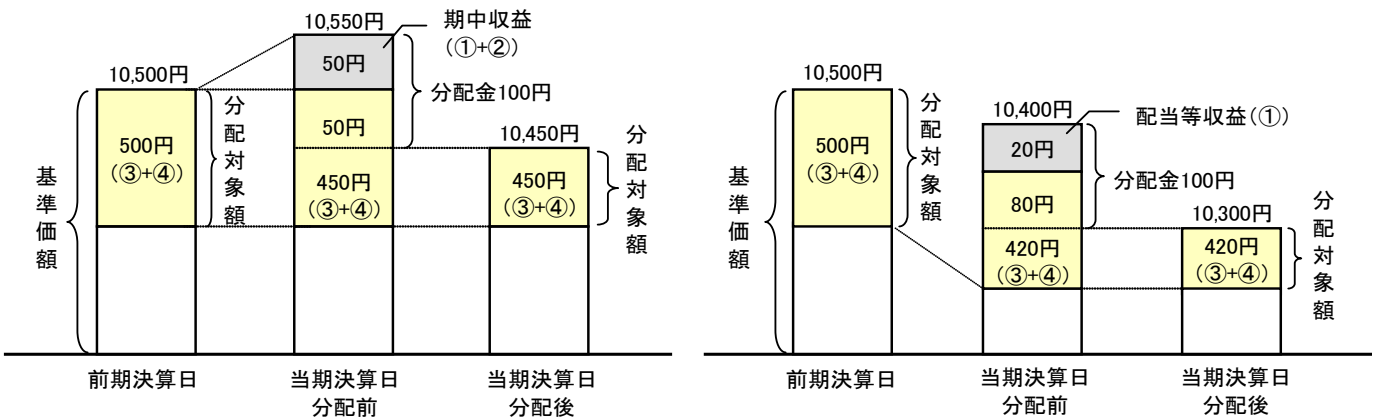 10,550円
期中収益
(①+②)
50円
10,500円
分配金100円
50円
500円
(③+④)
分配対象額
10,450円
450円
(③+④)
450円
(③+④)
分配対象額
基準価額
前期決算日
当期決算日
分配前
当期決算日
分配後
10,500円
10,400円
配当等収益(①)
20円
500円
(③+④)
分配対象額
分配金100円
80円
10,300円
420円
(③+④)
420円
(③+④)
分配対象額
基準価額
前期決算日
当期決算日
分配前
当期決算日
分配後